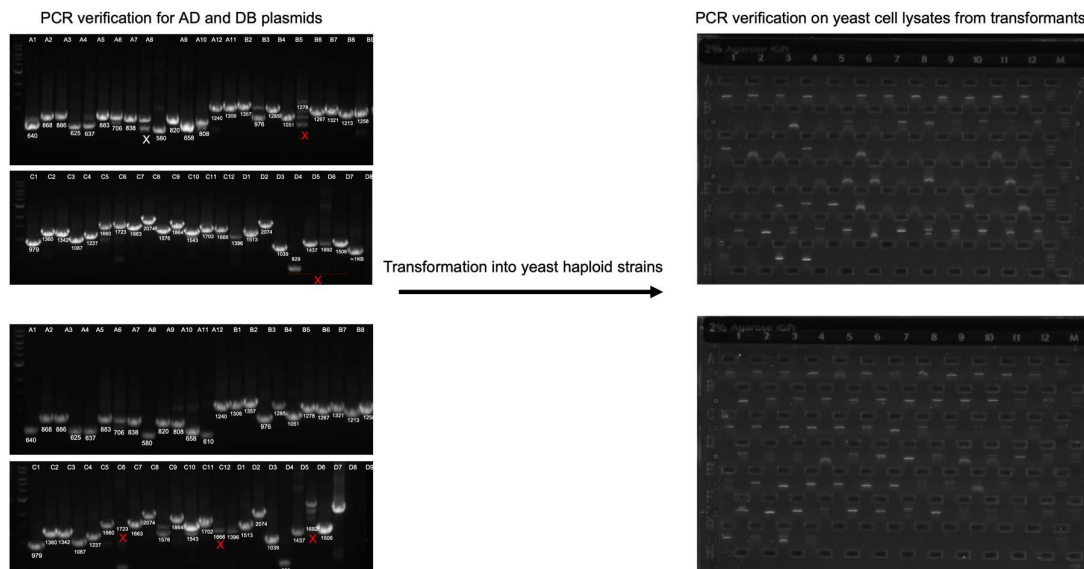 PCR verification for AD and DB plasmids
PCR verification on yeast cell lysates from transformants
A1 A2 A3 A4 A5 A6 A7 A8 A9 A10 A12 A11 B2 B3 B4 B5 B6 B7 B8
640 868 886 625 637 883 706 838 X 580 820 658 808 1240 1306 1357 976 1285 1051 1278 X 1267 1321 1213 1256
C1 C2 C3 C4 C5 C6 C7 C8 C9 C10 C11 C12 D1 D2 D3 D4 D5 D6 D7 D8
979 1360 1342 1087 1237 1660 1723 1663 2074 1576 1864 1543 1702 1666 1396 1513 2074 1039 829 1437 1692 1506 ≈1KB
X
Transformation into yeast haploid strains
A1 A2 A3 A4 A5 A6 A7 A8 A9 A10 A11 A12 B1 B2 B3 B4 B5 B6 B7 B8
640 868 886 625 637 883 706 838 580 820 808 658 610 1240 1306 1357 976 1285 1051 1278 1267 1321 1213
C1 C2 C3 C4 C5 C6 C7 C8 C9 C10 C11 C12 D1 D2 D3 D4 D5 D6 D7 D8 D9
979 1360 1342 1087 1237 1660 1723 X 1663 2074 1576 1864 1543 1702 1666 X 1396 1513 2074 1039 1437 1692 X 1506
2% Agarose (GP)
1 2 3 4 5 6 7 8 9 10 11 12 M
A
B
C
D
E
F
G
H
2% Agarose (GP)
1 2 3 4 5 6 7 8 9 10 11 12 M
A
B
D
E
F
G
H